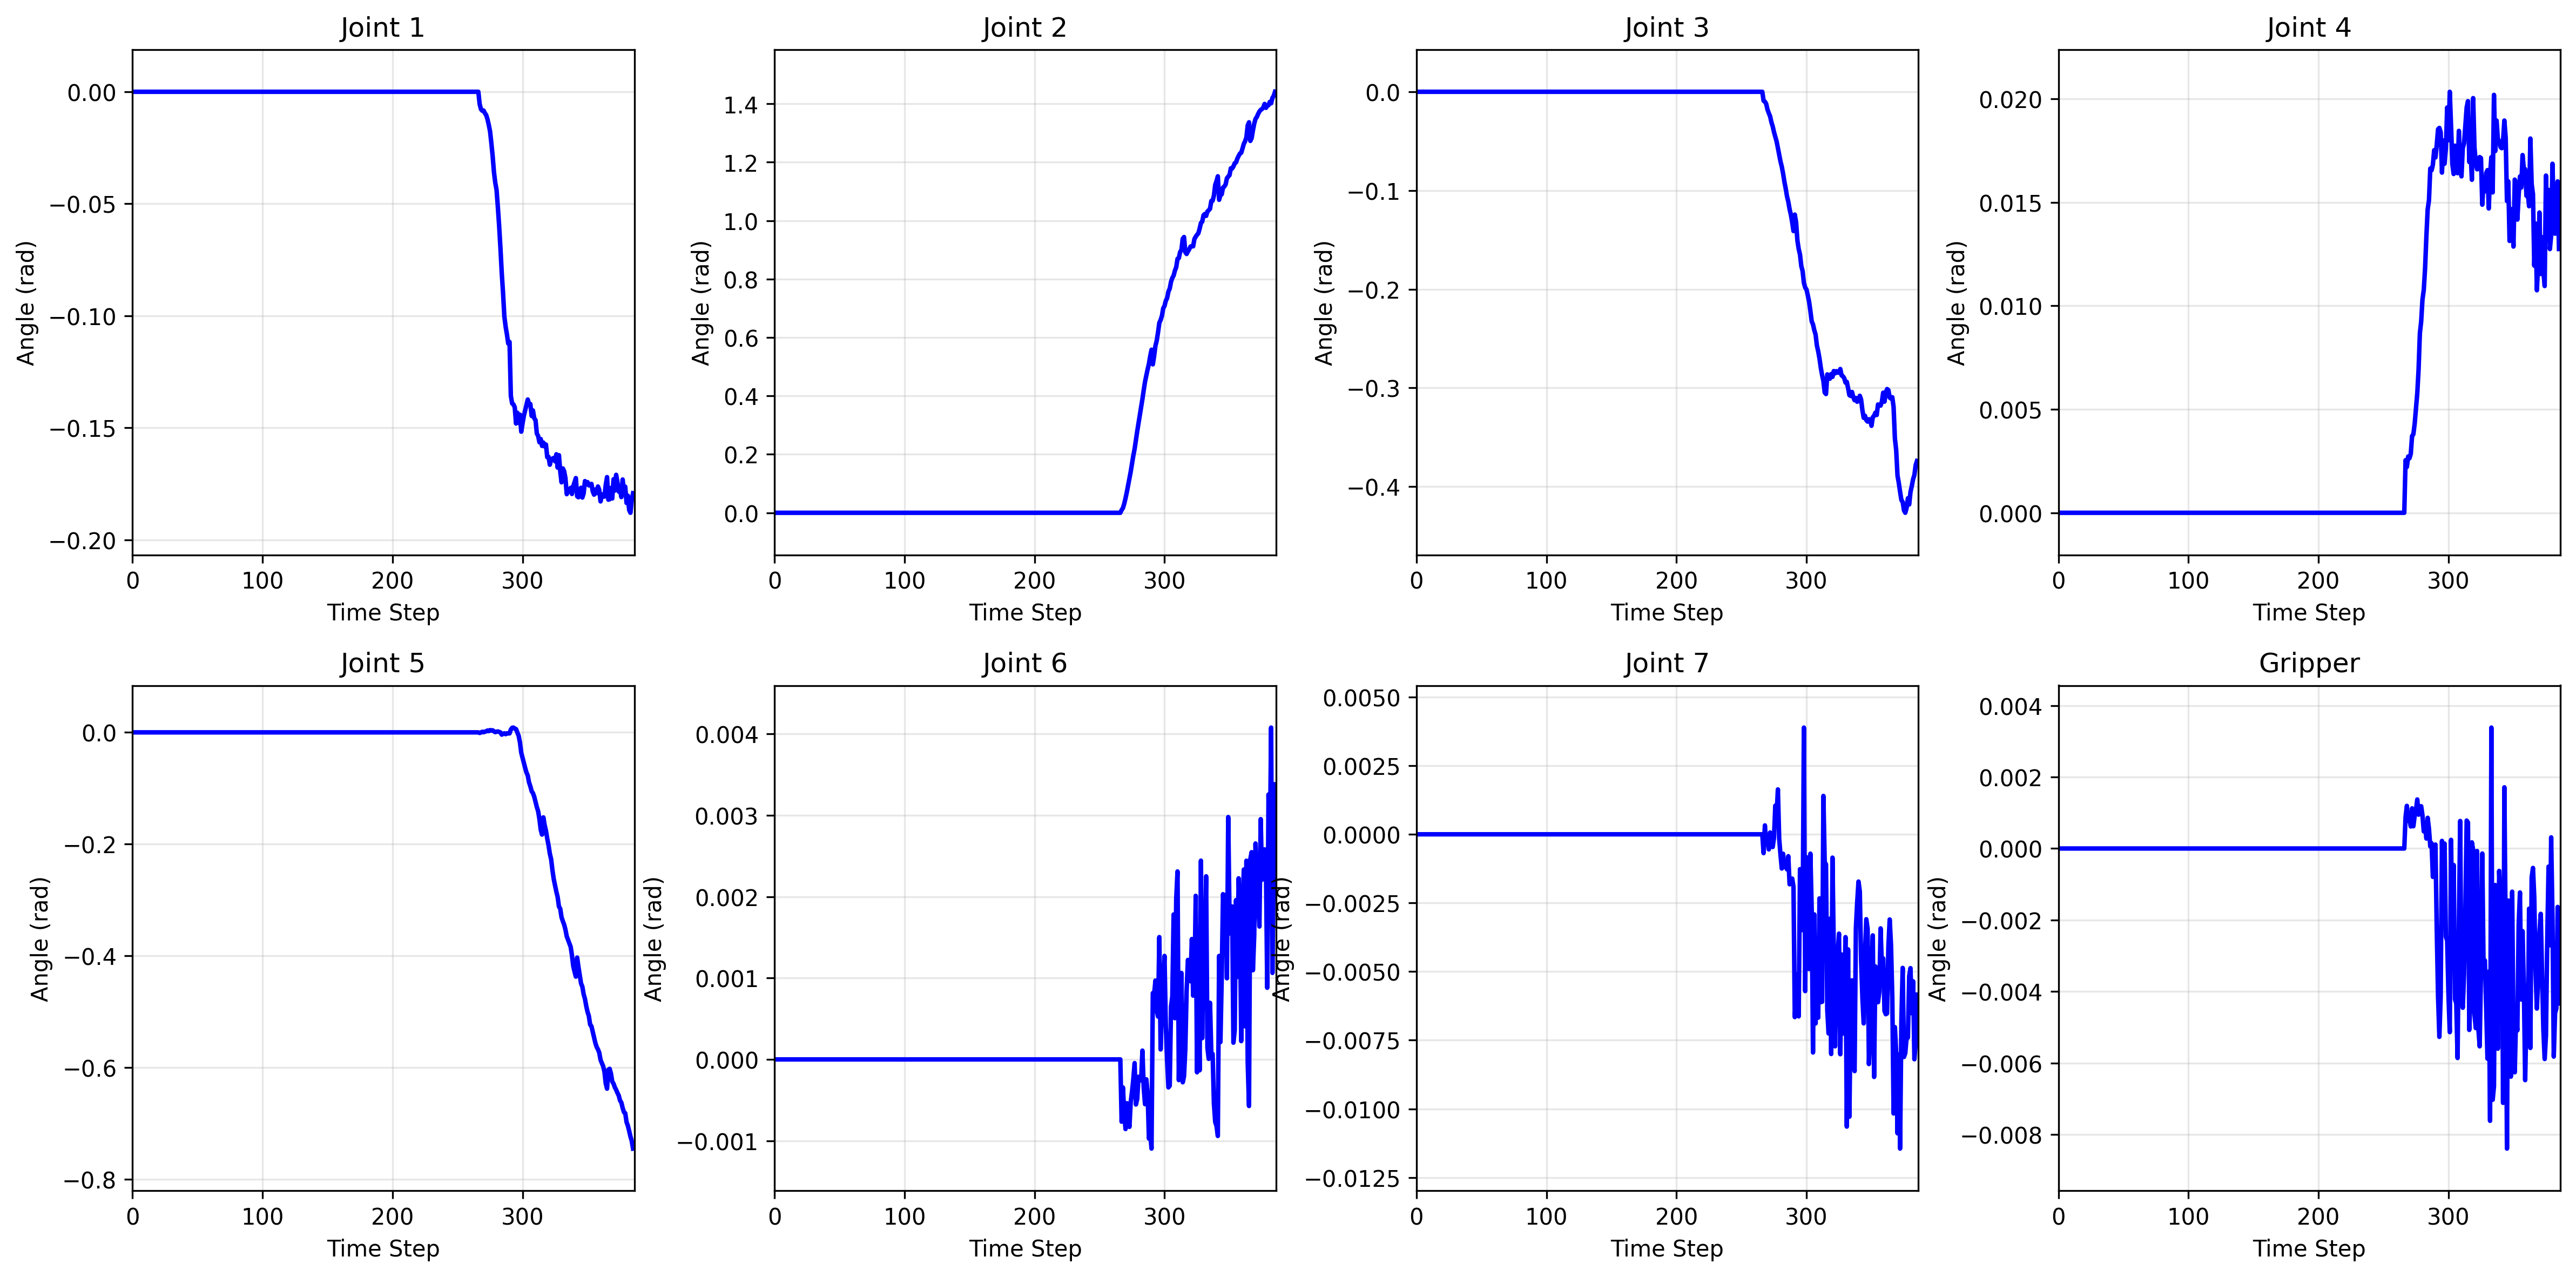 Joint 1
Angle (rad)
0.00
−0.05
−0.10
−0.15
−0.20
0 100 200 300
Time Step
Joint 2
Angle (rad)
1.4
1.2
1.0
0.8
0.6
0.4
0.2
0.0
0 100 200 300
Time Step
Joint 3
Angle (rad)
0.0
−0.1
−0.2
−0.3
−0.4
0 100 200 300
Time Step
Joint 4
Angle (rad)
0.020
0.015
0.010
0.005
0.000
0 100 200 300
Time Step
Joint 5
Angle (rad)
0.0
−0.2
−0.4
−0.6
−0.8
0 100 200 300
Time Step
Joint 6
Angle (rad)
0.004
0.003
0.002
0.001
0.000
−0.001
0 100 200 300
Time Step
Joint 7
Angle (rad)
0.0050
0.0025
0.0000
−0.0025
−0.0050
−0.0075
−0.0100
−0.0125
0 100 200 300
Time Step
Gripper
Angle (rad)
0.004
0.002
0.000
−0.002
−0.004
−0.006
−0.008
0 100 200 300
Time Step